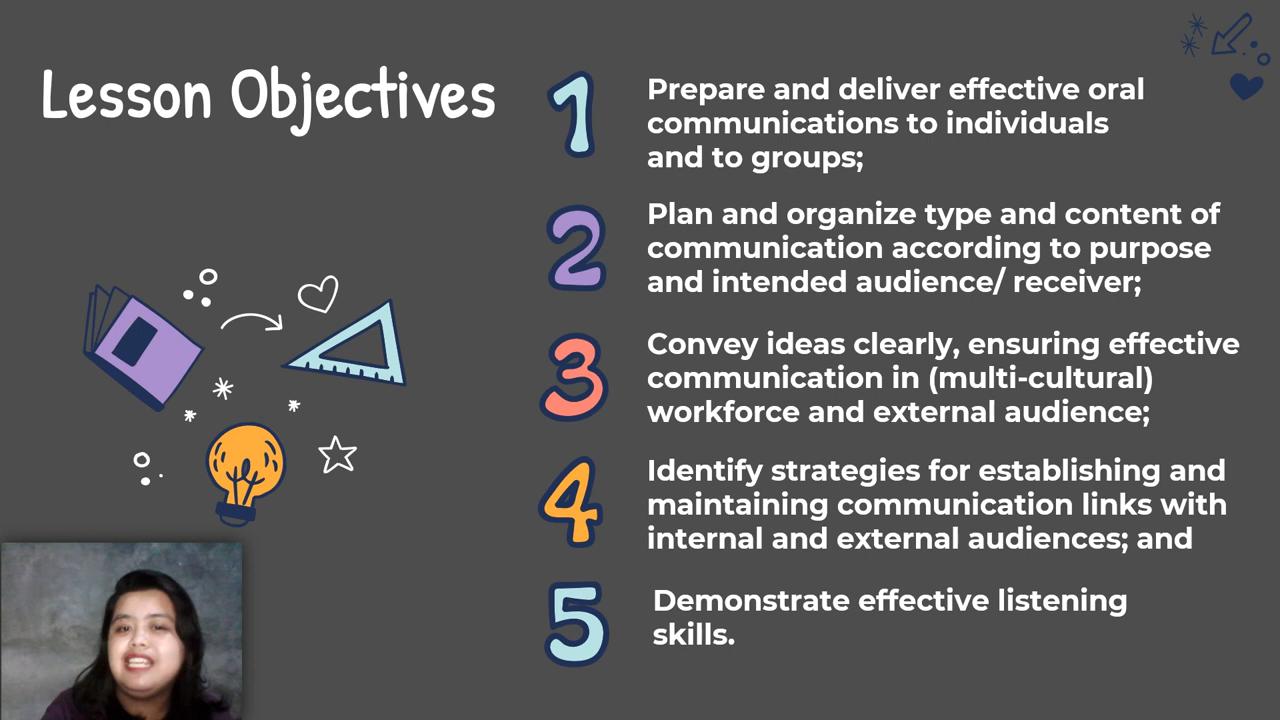 Lesson Objectives
1
Prepare and deliver effective oral
communications to individuals
and to groups;
2
Plan and organize type and content of
communication according to purpose
and intended audience/ receiver;
3
Convey ideas clearly, ensuring effective
communication in (multi-cultural)
workforce and external audience;
4
Identify strategies for establishing and
maintaining communication links with
internal and external audiences; and
5
Demonstrate effective listening
skills.